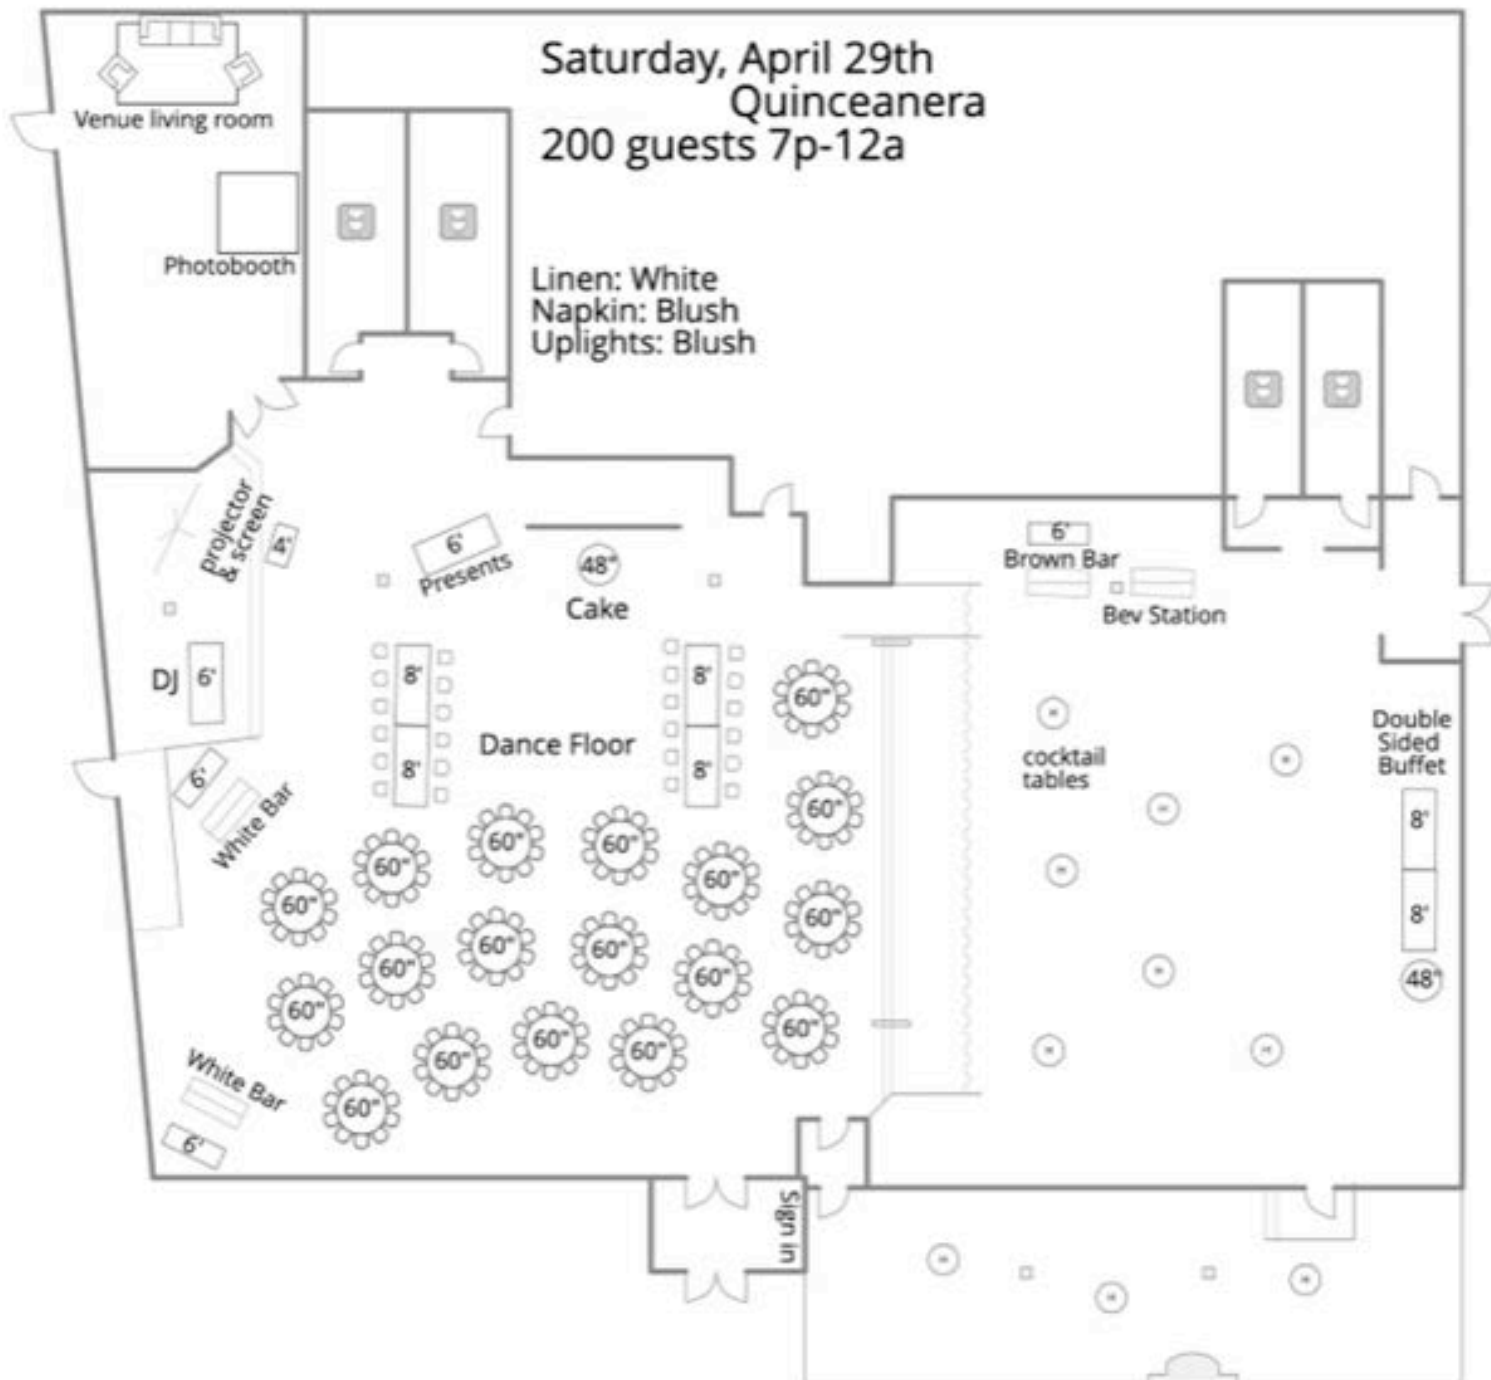 Saturday, April 29th
Quinceanera
200 guests 7p-12a
Venue living room
Photobooth
Linen: White
Napkin: Blush
Uplights: Blush
projector
& screen
4'
6'
Presents
48"
Cake
6'
Brown Bar
Bev Station
DJ
6'
8'
8'
8'
8'
Dance Floor
60"
60"
60"
60"
cocktail
tables
Double
Sided
Buffet
8'
8'
48"
6'
White Bar
60"
60"
60"
60"
60"
60"
60"
60"
60"
60"
60"
60"
60"
60"
White Bar
6'
Sign in